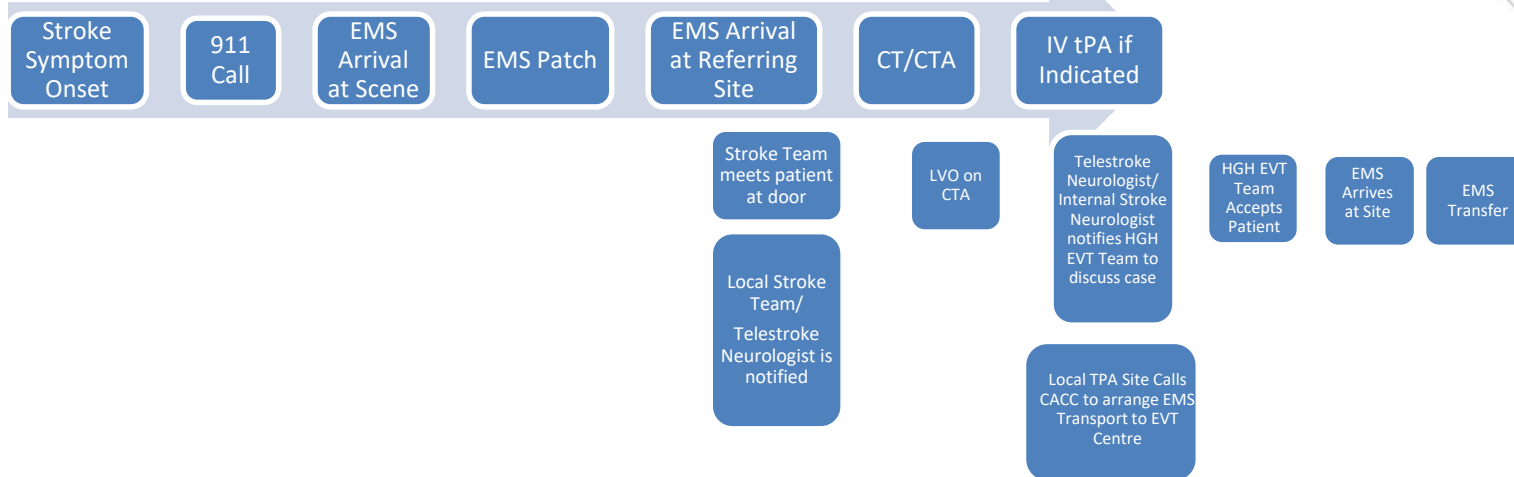 Stroke
Symptom
Onset
911
Call
EMS
Arrival
at Scene
EMS Patch
EMS Arrival
at Referring
Site
CT/CTA
IV tPA if
Indicated
Stroke Team
meets patient
at door
Local Stroke
Team/
Telestroke
Neurologist is
notified
LVO on
CTA
Telestroke
Neurologist/
Internal Stroke
Neurologist
notifies HGH
EVT Team to
discuss case
Local TPA Site Calls
CACC to arrange EMS
Transport to EVT
Centre
HGH EVT
Team
Accepts
Patient
EMS
Arrives
at Site
EMS
Transfer